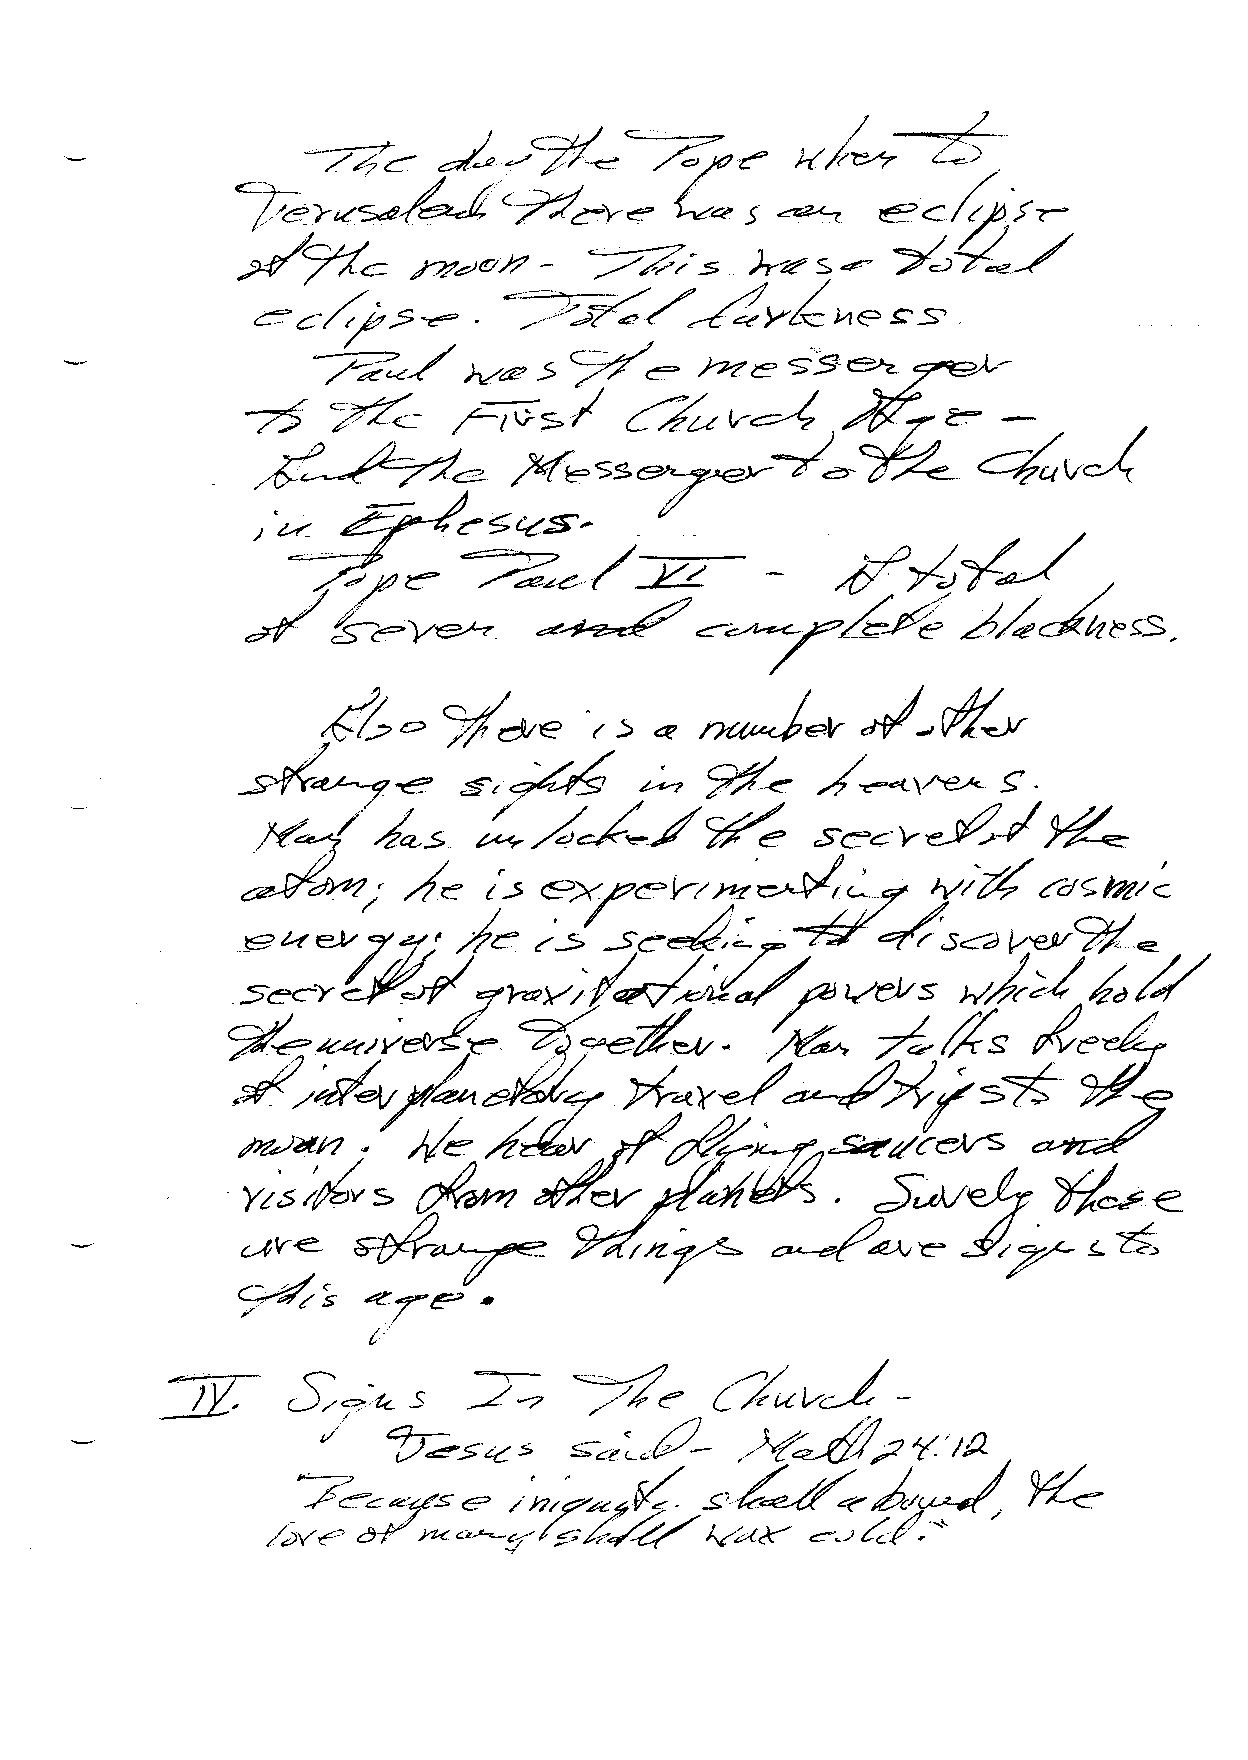 The day the Pope when to
Jerusalem There was an eclipse
of the moon - This was a total
eclipse. Total darkness
Paul was the messenger
to the First Church Age -
And the Messenger to the Church
in Ephesus.
Pope Paul VI - A total
of seven and complete blackness.
Also there is a number of other
strange sights in the heavens.
Man has unlocked the secret of the
atom; he is experimenting with cosmic
energy; he is seeking to discover the
secret of gravitational powers which hold
the universe together. Man talks freely
of interplanetary travel and trips to the
moon. We hear of flying saucers and
visitors from other planets. Surely these
are strange things and are signs to
this age.
IV. Signs In The Church -
Jesus said - Math 24:12
Because iniquity shall abound, the
love of many shall wax cold."